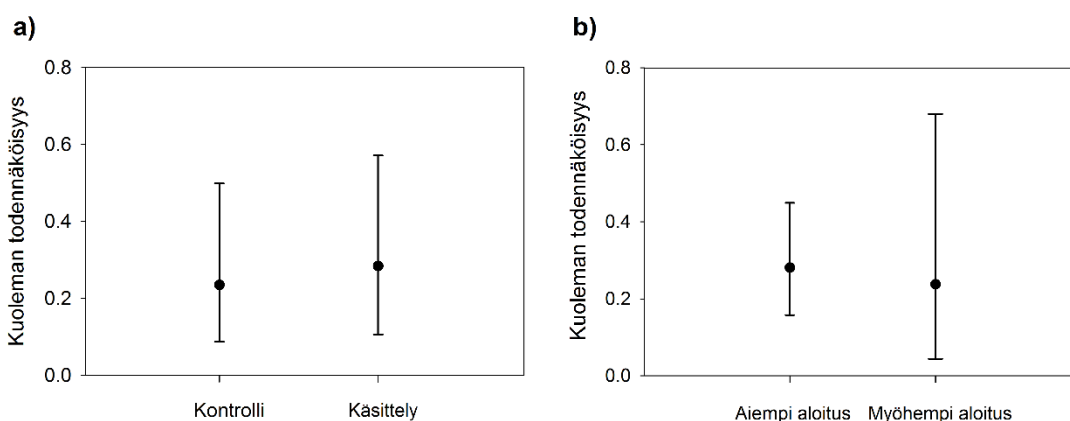 a)
Kuoleman todennäköisyys
0.8
0.6
0.4
0.2
0.0
Kontrolli
Käsittely
b)
Kuoleman todennäköisyys
0.8
0.6
0.4
0.2
0.0
Aiempi aloitus
Myöhempi aloitus